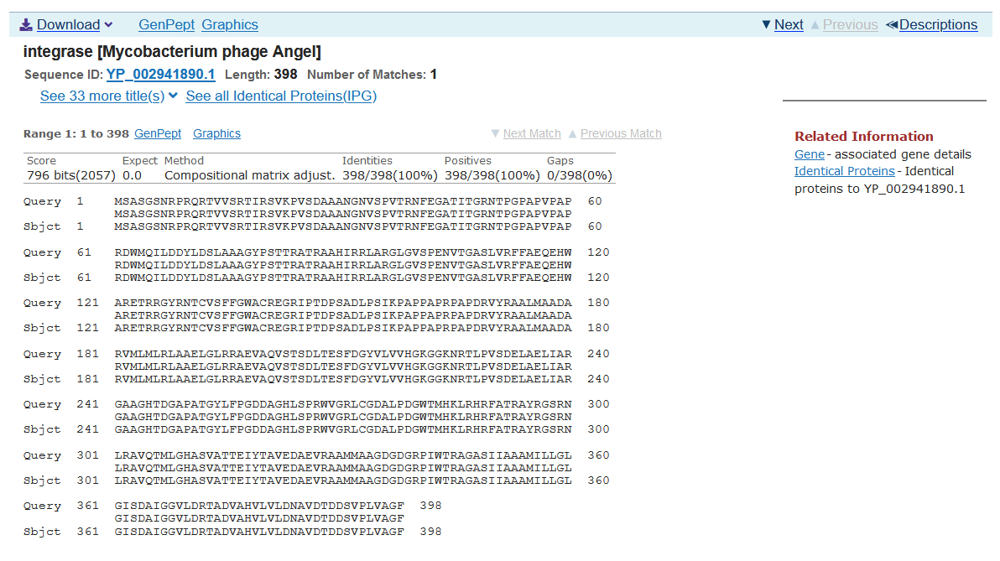 Download GenPept Graphics Next Previous Descriptions
integrase [Mycobacterium phage Angel]
Sequence ID: YP_002941890.1 Length: 398 Number of Matches: 1
See 33 more title(s) See all Identical Proteins(IPG)
Range 1: 1 to 398 GenPept Graphics Next Match Previous Match
Score Expect Method Identities Positives Gaps
796 bits(2057) 0.0 Compositional matrix adjust. 398/398(100%) 398/398(100%) 0/398(0%)
Query 1 MSASGSNRPRQRTVVSRTIRSVKPVSDAAANGNVSPVTRNFEGATITGRNTPGPAPVPAP 60
MSASGSNRPRQRTVVSRTIRSVKPVSDAAANGNVSPVTRNFEGATITGRNTPGPAPVPAP
Sbjct 1 MSASGSNRPRQRTVVSRTIRSVKPVSDAAANGNVSPVTRNFEGATITGRNTPGPAPVPAP 60
Query 61 RDWMQILDDYLDSLAAAGYPSTTRATRAAHIRRLARGLGVSPENVTGASLVRFFAEQEHW 120
RDWMQILDDYLDSLAAAGYPSTTRATRAAHIRRLARGLGVSPENVTGASLVRFFAEQEHW
Sbjct 61 RDWMQILDDYLDSLAAAGYPSTTRATRAAHIRRLARGLGVSPENVTGASLVRFFAEQEHW 120
Query 121 ARETRRGYRNTCVSFFGWACREGRIPTDPSADLPSIKPAPPAPRPAPDRVYRAALMAADA 180
ARETRRGYRNTCVSFFGWACREGRIPTDPSADLPSIKPAPPAPRPAPDRVYRAALMAADA
Sbjct 121 ARETRRGYRNTCVSFFGWACREGRIPTDPSADLPSIKPAPPAPRPAPDRVYRAALMAADA 180
Query 181 RVMLMLRLAAELGLRRAEVAQVSTSDLTESFDGYVLVVHGKGGKNRTLPVSDELAELIAR 240
RVMLMLRLAAELGLRRAEVAQVSTSDLTESFDGYVLVVHGKGGKNRTLPVSDELAELIAR
Sbjct 181 RVMLMLRLAAELGLRRAEVAQVSTSDLTESFDGYVLVVHGKGGKNRTLPVSDELAELIAR 240
Query 241 GAAGHTDGAPATGYLFPGDDAGHLSPRWVGRLCGDALPDGWTMHKLRHRFATRAYRGSRN 300
GAAGHTDGAPATGYLFPGDDAGHLSPRWVGRLCGDALPDGWTMHKLRHRFATRAYRGSRN
Sbjct 241 GAAGHTDGAPATGYLFPGDDAGHLSPRWVGRLCGDALPDGWTMHKLRHRFATRAYRGSRN 300
Query 301 LRAVQTMLGHASVATTEIYTAVEDAEVRAAMMAAGDGDGRPIWTRAGASIIAAAMILLGL 360
LRAVQTMLGHASVATTEIYTAVEDAEVRAAMMAAGDGDGRPIWTRAGASIIAAAMILLGL
Sbjct 301 LRAVQTMLGHASVATTEIYTAVEDAEVRAAMMAAGDGDGRPIWTRAGASIIAAAMILLGL 360
Query 361 GISDAIGGVLDRTADVAHVLVLDNAVDTDDSVPLVAGF 398
GISDAIGGVLDRTADVAHVLVLDNAVDTDDSVPLVAGF
Sbjct 361 GISDAIGGVLDRTADVAHVLVLDNAVDTDDSVPLVAGF 398
Related Information
Gene - associated gene details
Identical Proteins - Identical
proteins to YP_002941890.1